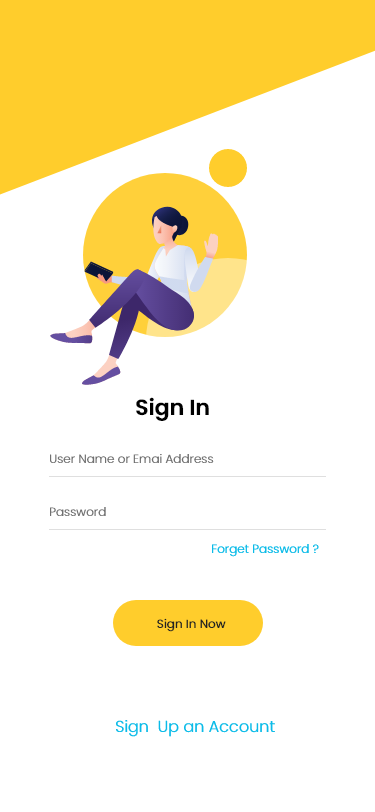 Sign In
User Name or Emai Address
Password
Forget Password ?
Sign In Now
Sign  Up an Account